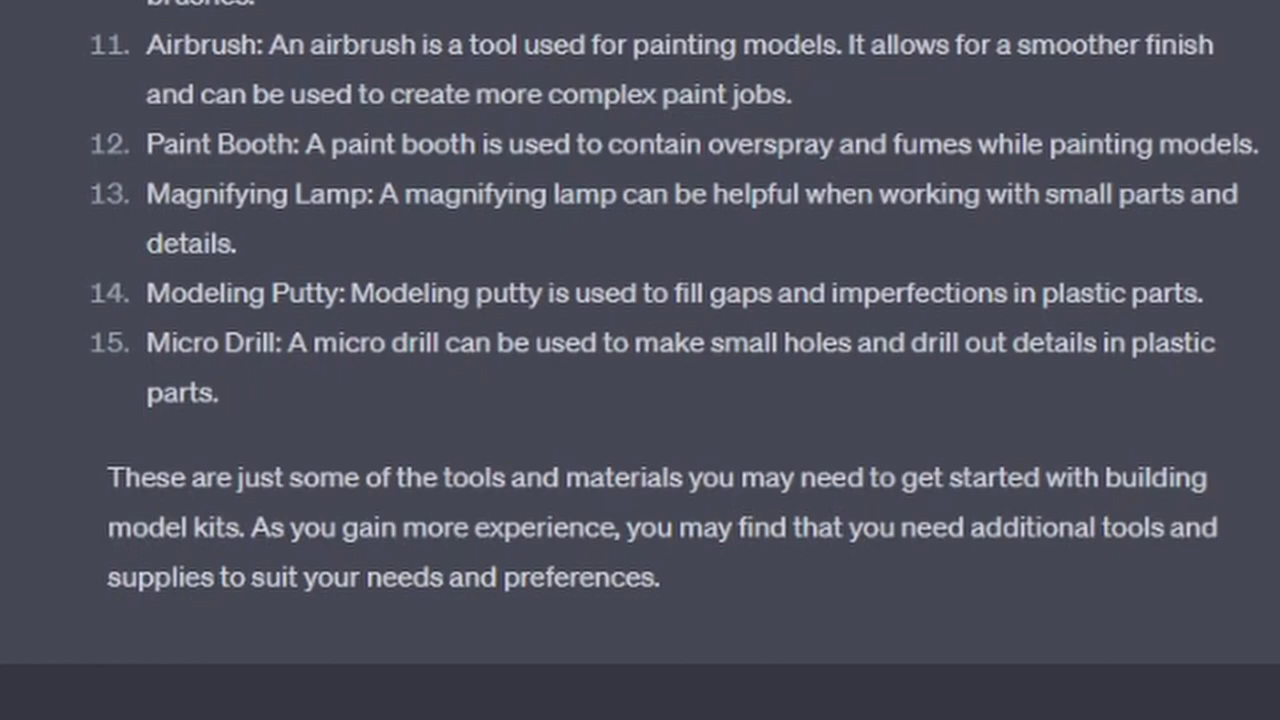 brushes.
11. Airbrush: An airbrush is a tool used for painting models. It allows for a smoother finish
and can be used to create more complex paint jobs.
12. Paint Booth: A paint booth is used to contain overspray and fumes while painting models.
13. Magnifying Lamp: A magnifying lamp can be helpful when working with small parts and
details.
14. Modeling Putty: Modeling putty is used to fill gaps and imperfections in plastic parts.
15. Micro Drill: A micro drill can be used to make small holes and drill out details in plastic
parts.
These are just some of the tools and materials you may need to get started with building
model kits. As you gain more experience, you may find that you need additional tools and
supplies to suit your needs and preferences.